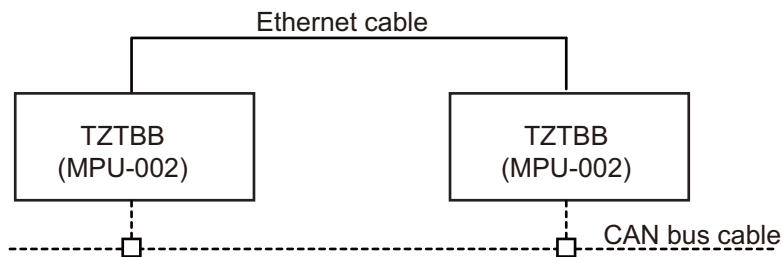 Ethernet cable
TZTBB
(MPU-002)
TZTBB
(MPU-002)
CAN bus cable